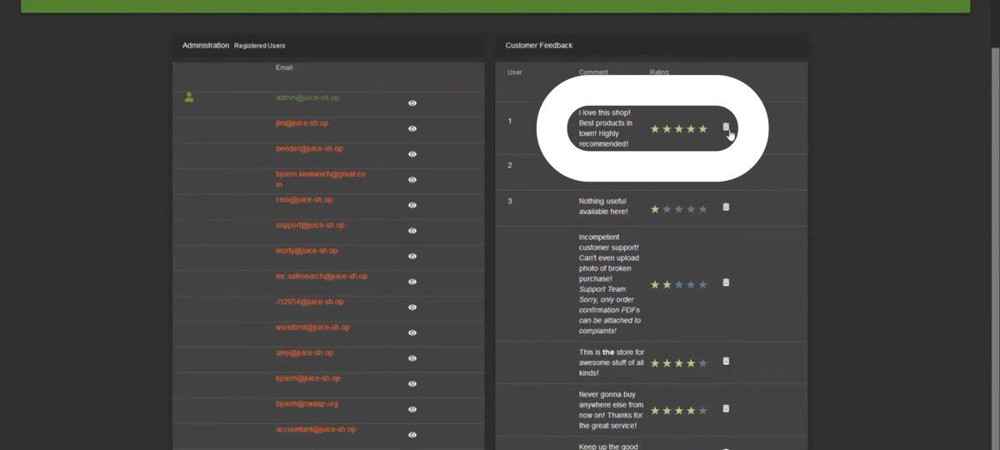 Administration Registered Users
Email
admin@juice-sh.op
jim@juice-sh.op
bender@juice-sh.op
bjoern.kimminich@gmail.co
m
ciso@juice-sh.op
support@juice-sh.op
morty@juice-sh.op
mc.safesearch@juice-sh.op
J12934@juice-sh.op
wurstbrot@juice-sh.op
amy@juice-sh.op
bjoern@juice-sh.op
bjoern@owasp.org
accountant@juice-sh.op
Customer Feedback
User Comment Rating
1
I love this shop!
Best products in
town! Highly
recommended!
2
3
Nothing useful
available here!
Incompetent
customer support!
Can't even upload
photo of broken
purchase!
Support Team:
Sorry, only order
confirmation PDFs
can be attached to
complaints!
This is the store for
awesome stuff of all
kinds!
Never gonna buy
anywhere else from
now on! Thanks for
the great service!
Keep up the good